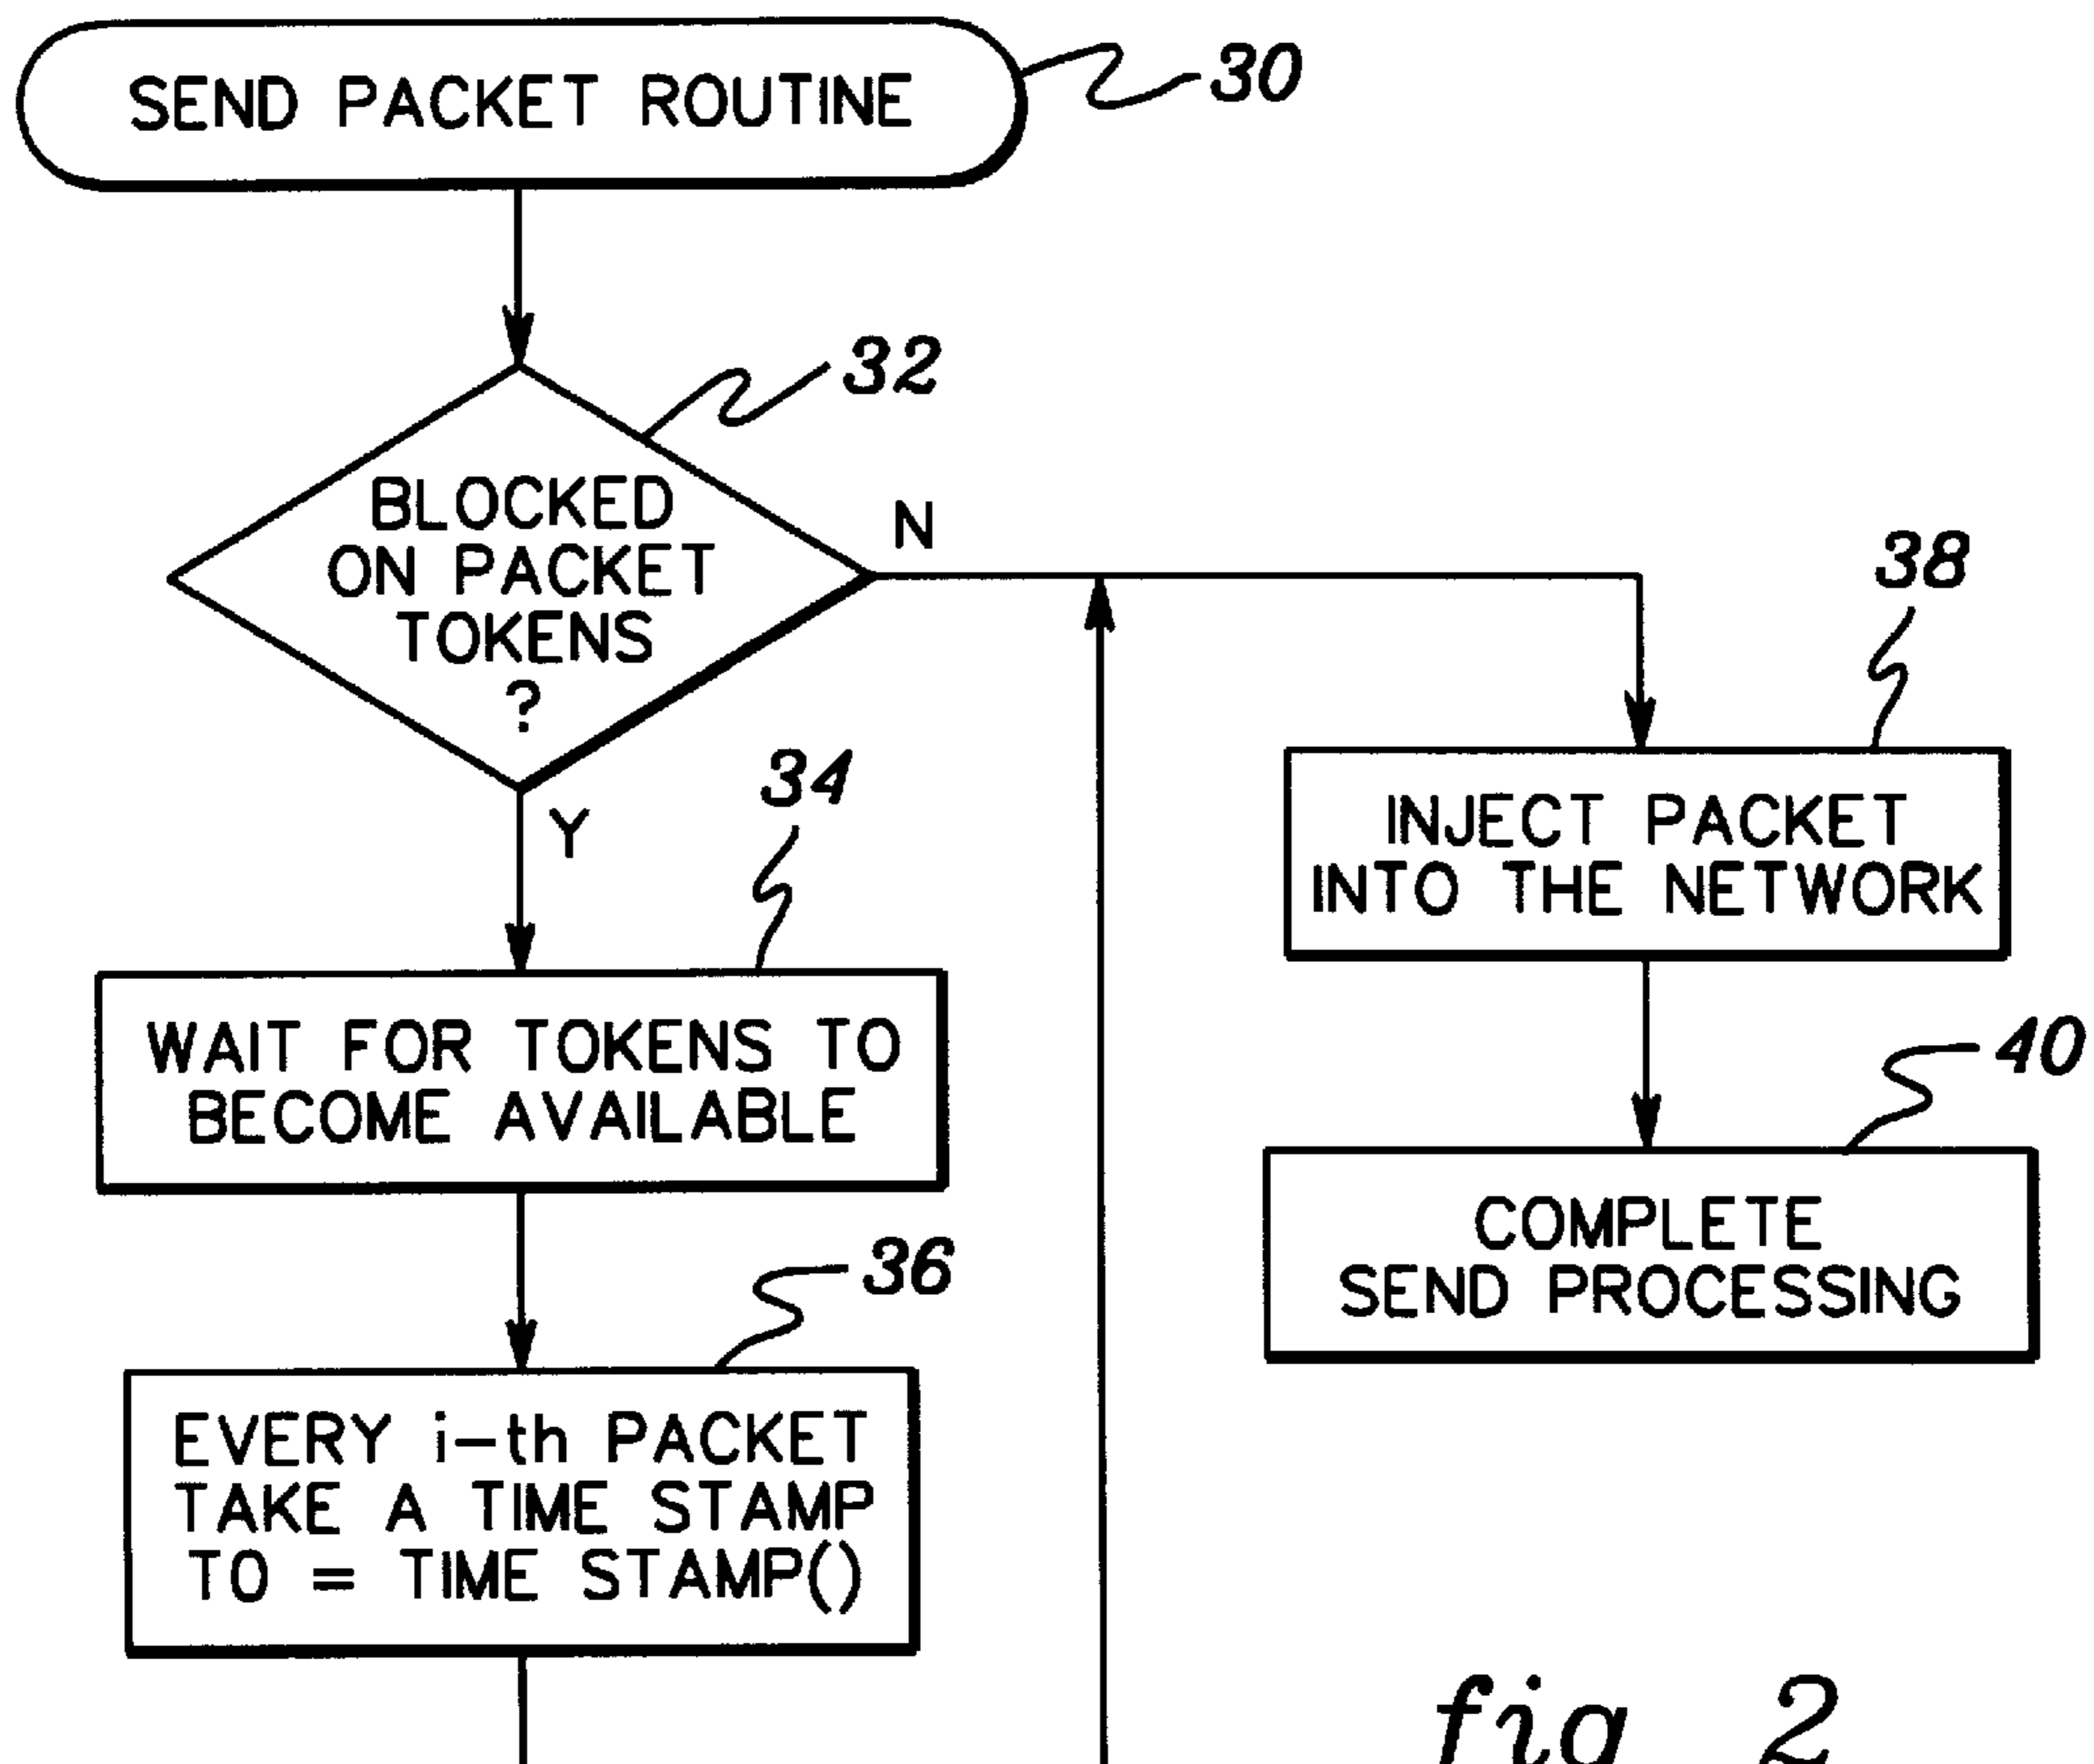 SEND PACKET ROUTINE
30
32
BLOCKED
ON PACKET
TOKENS
?
N
Y
34
WAIT FOR TOKENS TO
BECOME AVAILABLE
36
EVERY i-th PACKET
TAKE A TIME STAMP
TO = TIME STAMP()
38
INJECT PACKET
INTO THE NETWORK
40
COMPLETE
SEND PROCESSING
fig 2